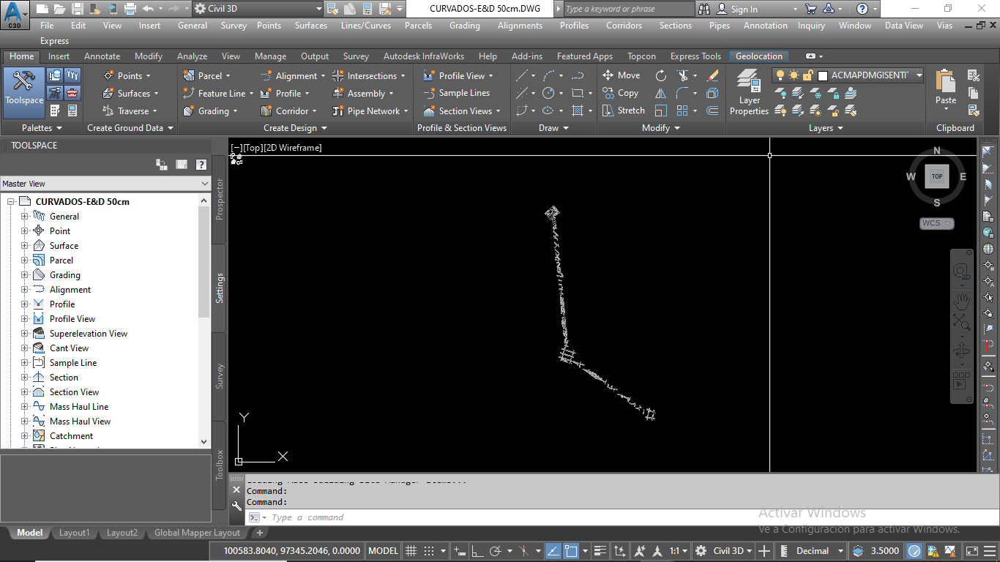 C3D
Civil 3D
CURVADOS-E&D 50cm.DWG
Type a keyword or phrase
Sign In
File Edit View Insert General Survey Points Surfaces Lines/Curves Parcels Grading Alignments Profiles Corridors Sections Pipes Annotation Inquiry Window Data View Vias
Express
Home Insert Annotate Modify Analyze View Manage Output Survey Autodesk InfraWorks Help Add-ins Featured Apps Topcon Express Tools Geolocation
Points Parcel Alignment Intersections Profile View Move ACMAPDMGISENTIT
Toolspace Surfaces Feature Line Profile Assembly Sample Lines Copy Layer Properties Paste
Traverse Grading Corridor Pipe Network Section Views Stretch
Palettes Create Ground Data Create Design Profile & Section Views Draw Modify Layers Clipboard
TOOLSPACE
[−][Top][2D Wireframe]
N
W TOP E
S
WCS
2D
Master View
Prospector
Settings
Survey
Toolbox
CURVADOS-E&D 50cm
General
Point
Surface
Parcel
Grading
Alignment
Profile
Profile View
Superelevation View
Cant View
Sample Line
Section
Section View
Mass Haul Line
Mass Haul View
Catchment
Y
X
Command:
Command:
Type a command
Activar Windows
Ve a Configuración para activar Windows.
Model Layout1 Layout2 Global Mapper Layout +
100583.8040, 97345.2046, 0.0000 MODEL 1:1 Civil 3D Decimal 3.5000